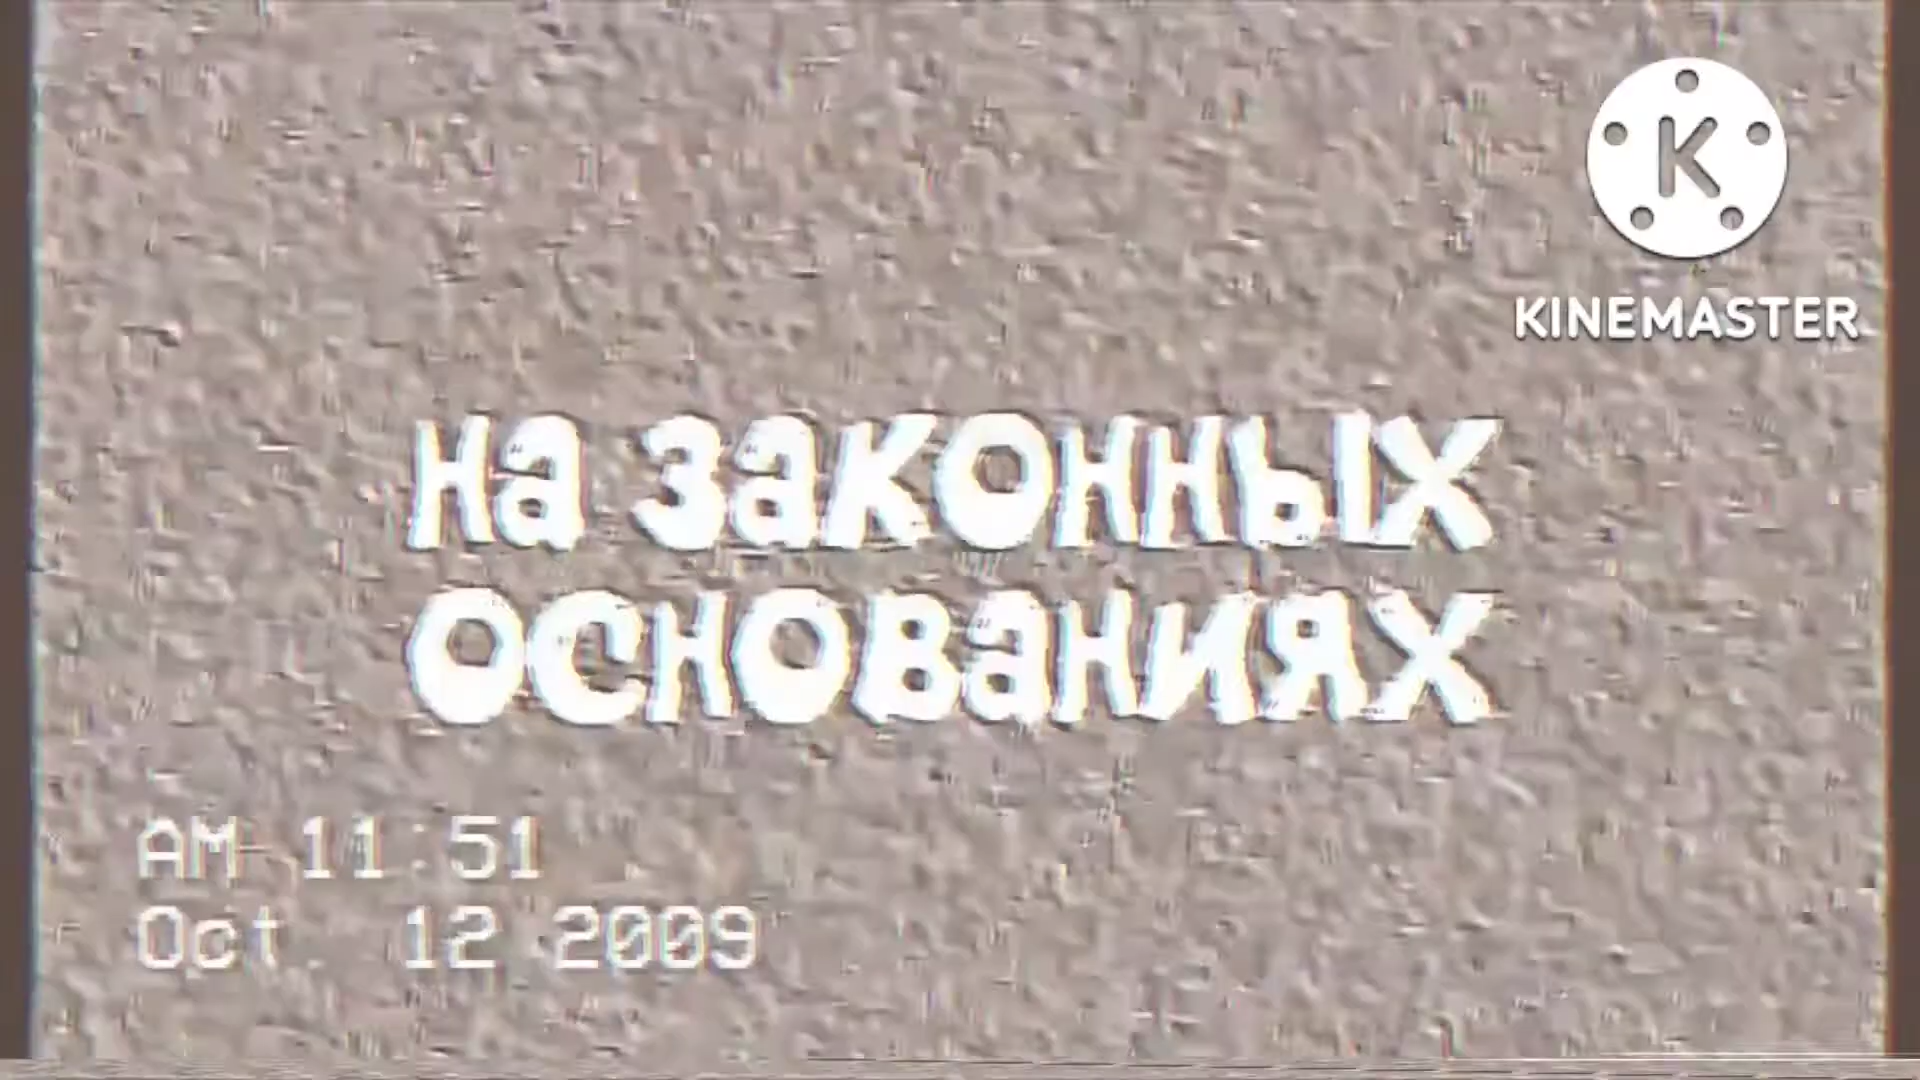 K
KINEMASTER
на законных
основаниях
AM 11:51
Oct. 12 2009